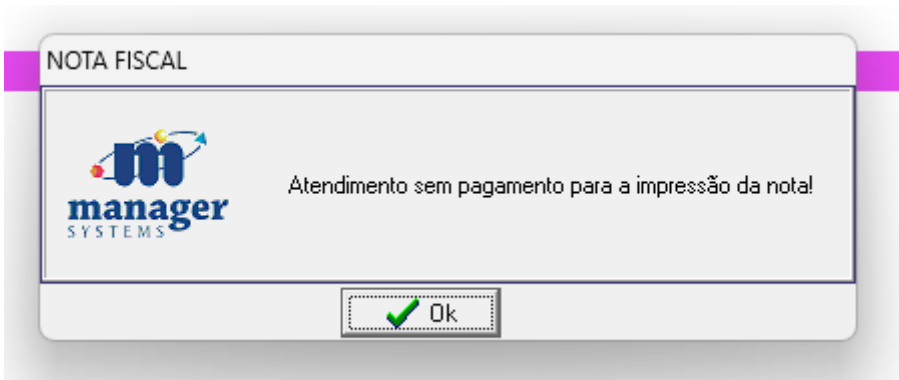 NOTA FISCAL
manager
SYSTEMS
Atendimento sem pagamento para a impressão da nota!
Ok